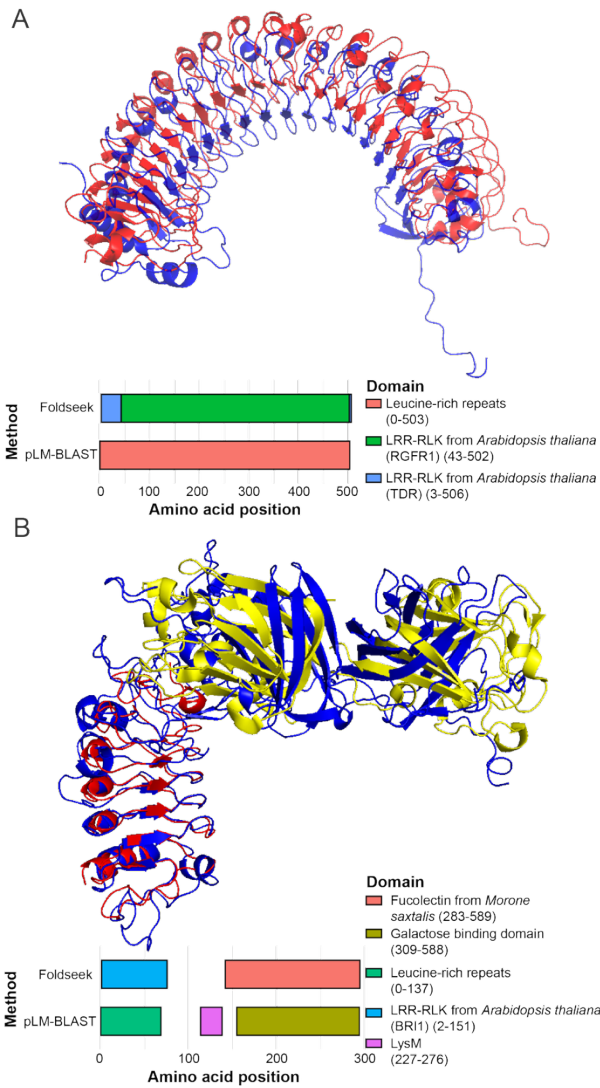 A
Method
Foldseek
pLM-BLAST
0
100
200
300
400
500
Amino acid position
Domain
Leucine-rich repeats
(0-503)
LRR-RLK from Arabidopsis thaliana
(RGFR1) (43-502)
LRR-RLK from Arabidopsis thaliana
(TDR) (3-506)
B
Method
Foldseek
pLM-BLAST
0
100
200
300
Amino acid position
Domain
Fucolectin from Morone
saxtalis (283-589)
Galactose binding domain
(309-588)
Leucine-rich repeats
(0-137)
LRR-RLK from Arabidopsis thaliana
(BRI1) (2-151)
LysM
(227-276)